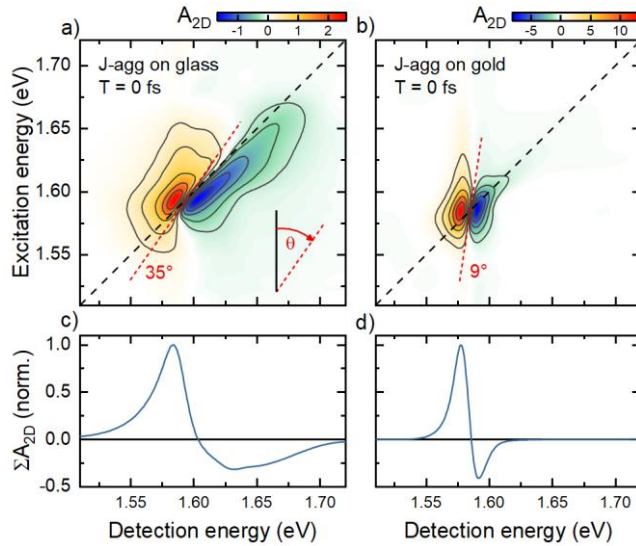 A2D -1 0 1 2
A2D -5 0 5 10
a)
b)
J-agg on glass
T = 0 fs
J-agg on gold
T = 0 fs
Excitation energy (eV)
1.70
1.65
1.60
1.55
35°
θ
9°
c)
d)
ΣA2D (norm.)
1.0
0.5
0.0
-0.5
1.55 1.60 1.65 1.70
1.55 1.60 1.65 1.70
Detection energy (eV)
Detection energy (eV)